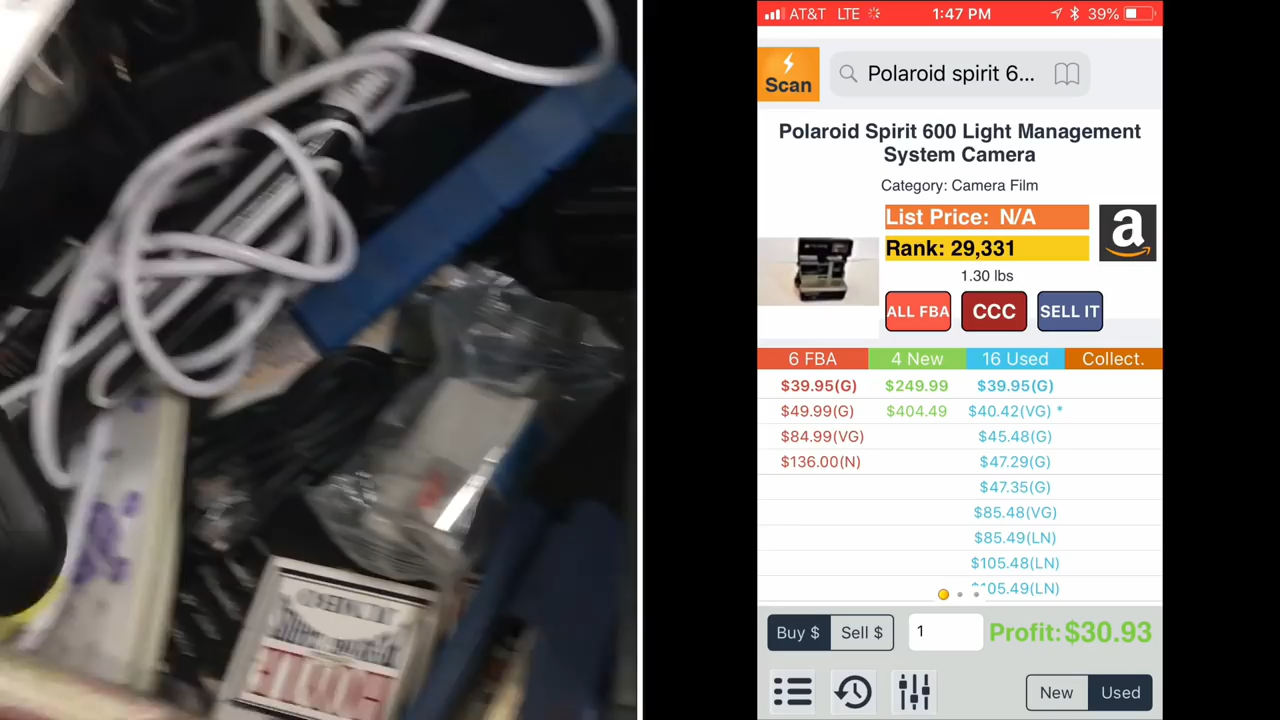 AT&T LTE 1:47 PM 39%
Scan
Polaroid spirit 6...
Polaroid Spirit 600 Light Management
System Camera
Category: Camera Film
List Price: N/A
Rank: 29,331
1.30 lbs
ALL FBA CCC SELL IT
6 FBA 4 New 16 Used Collect.
$39.95(G) $249.99 $39.95(G)
$49.99(G) $404.49 $40.42(VG) *
$84.99(VG) $45.48(G)
$136.00(N) $47.29(G)
$47.35(G)
$85.48(VG)
$85.49(LN)
$105.48(LN)
$105.49(LN)
Buy $ Sell $ 1 Profit:$30.93
New Used